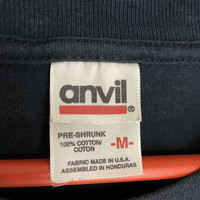 anvil®
PRE-SHRUNK
100% COTTON/
COTON
-M-
FABRIC MADE IN U.S.A.
ASSEMBLED IN HONDURAS